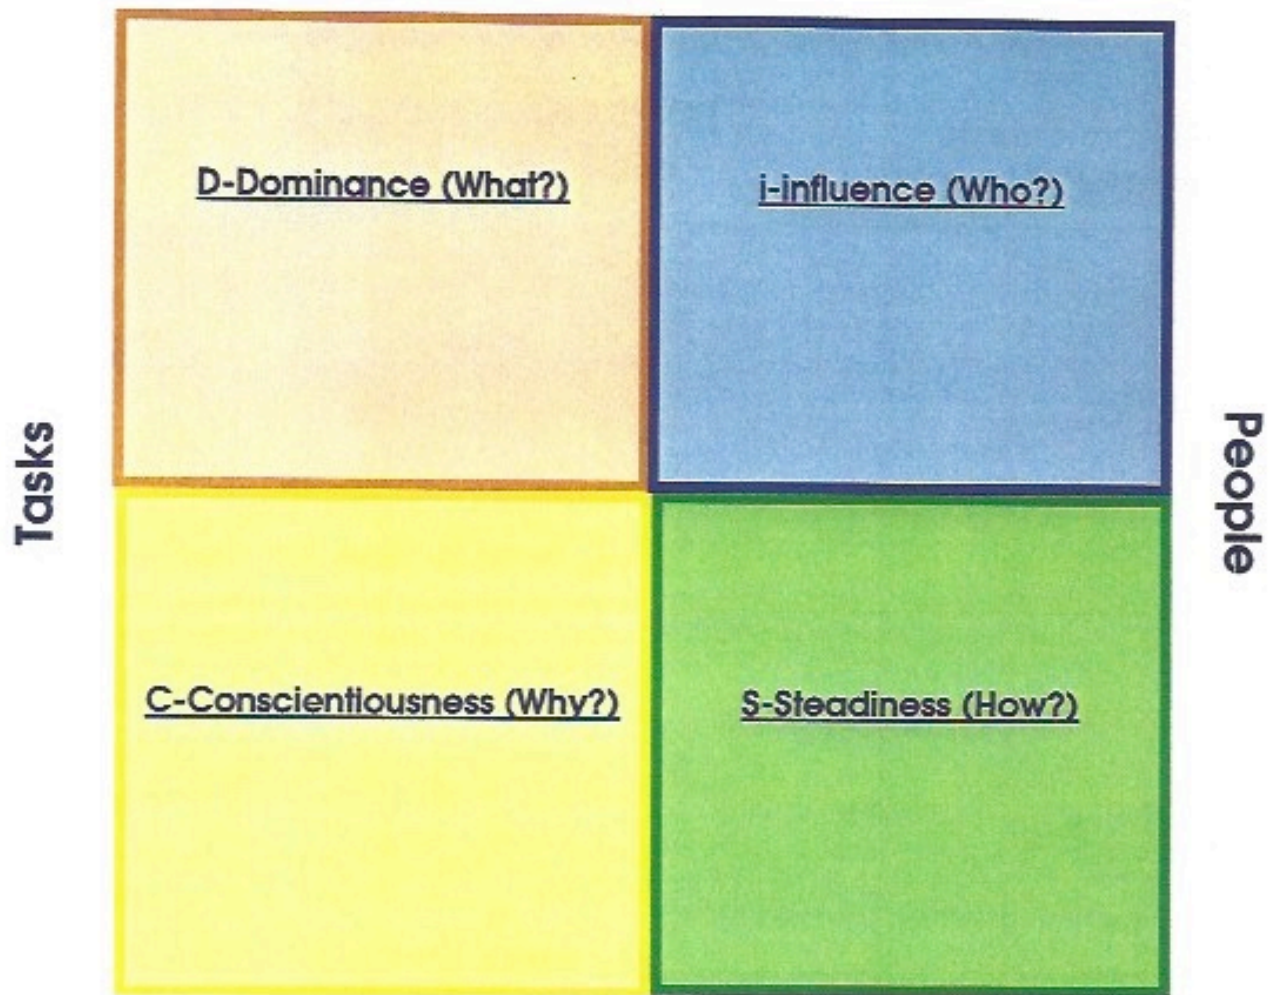 D-Dominance (What?)
i-influence (Who?)
Tasks
People
C-Conscientiousness (Why?)
S-Steadiness (How?)